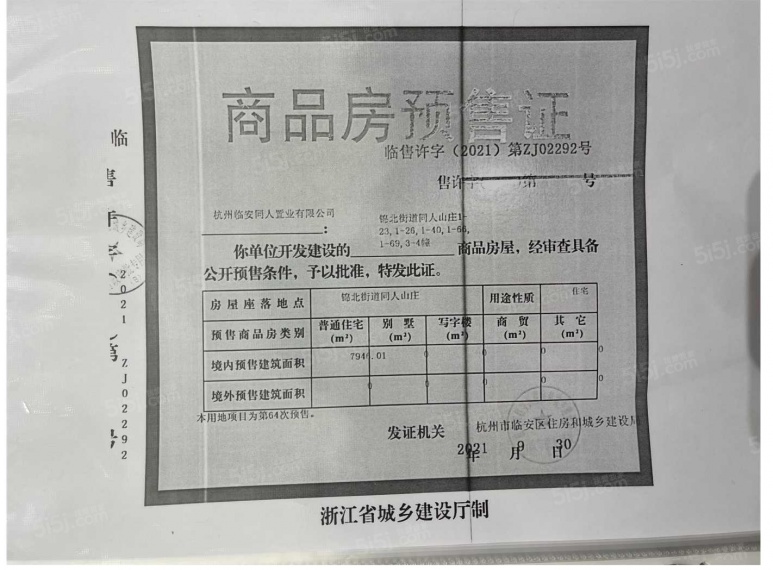 商品房预售证
临售许字（2021）第ZJ02292号
售许字 第 号
杭州临安同人置业有限公司
：
锦北街道同人山庄1-
23,1-26,1-40,1-66,
1-69,3-4幢
你单位开发建设的 商品房屋，经审查具备
公开预售条件，予以批准，特发此证。
房屋座落地点 锦北街道同人山庄 用途性质 住宅
预售商品房类别 普通住宅(m²) 别墅(m²) 写字楼(m²) 商贸(m²) 其它(m²)
境内预售建筑面积 7946.01 0 0 0 0 0
境外预售建筑面积 0 0 0 0 0
本用地项目为第64次预售。
发证机关 杭州市临安区住房和城乡建设局
2021年 9月 30日
浙江省城乡建设厅制
临售许字 2021 第 ZJ02292 号
5i5j.com